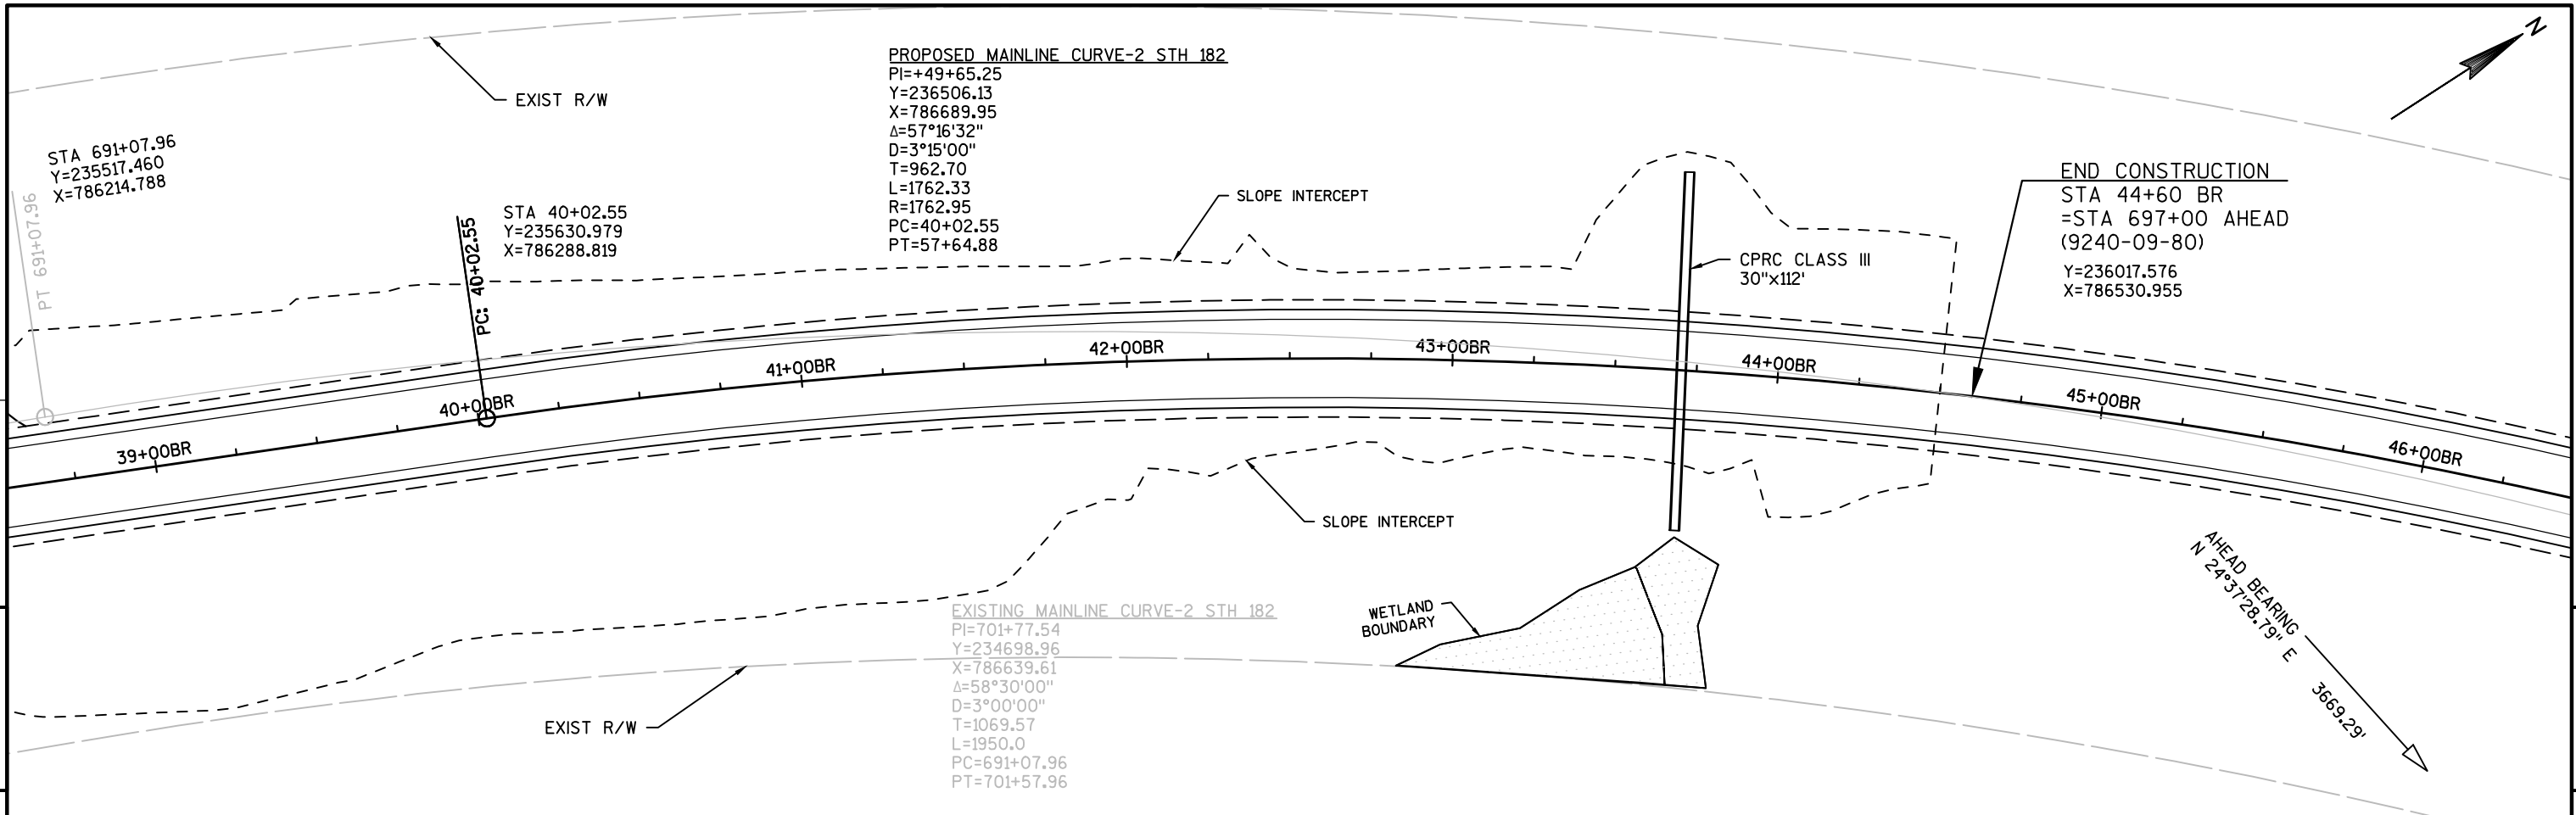 N
PROPOSED MAINLINE CURVE-2 STH 182
PI=+49+65.25
Y=236506.13
X=786689.95
Δ=57°16'32"
D=3°15'00"
T=962.70
L=1762.33
R=1762.95
PC=40+02.55
PT=57+64.88
EXIST R/W
STA 691+07.96
Y=235517.460
X=786214.788
PT 691+07.96
PC: 40+02.55
STA 40+02.55
Y=235630.979
X=786288.819
SLOPE INTERCEPT
CPRC CLASS III
30"x112'
END CONSTRUCTION
STA 44+60 BR
=STA 697+00 AHEAD
(9240-09-80)
Y=236017.576
X=786530.955
39+00BR
40+00BR
41+00BR
42+00BR
43+00BR
44+00BR
45+00BR
46+00BR
SLOPE INTERCEPT
EXISTING MAINLINE CURVE-2 STH 182
PI=701+77.54
Y=234698.96
X=786639.61
Δ=58°30'00"
D=3°00'00"
T=1069.57
L=1950.0
PC=691+07.96
PT=701+57.96
WETLAND
BOUNDARY
EXIST R/W
AHEAD BEARING
N 24°37'28.79" E
3669.29'